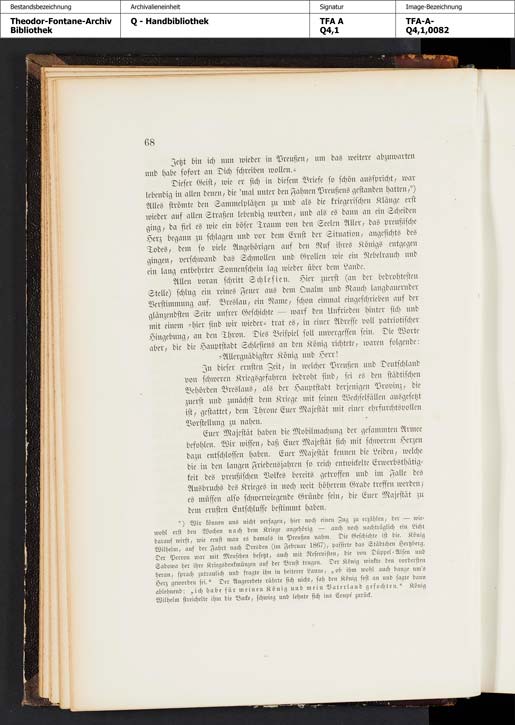 Bestandsbezeichnung
Archivalieneinheit
Signatur
Image-Bezeichnung
Theodor-Fontane-Archiv
Bibliothek
Q - Handbibliothek
TFA A
Q4,1
TFA-A-
Q4,1,0082
68
Jetzt bin ich nun wieder in Preußen, um das weitere abzuwarten
und habe sofort an Dich schreiben wollen.«
Dieser Geist, wie er sich in diesem Briefe so schön ausspricht, war
lebendig in allen denen, die 'mal unter den Fahnen Preußens gestanden hatten,*)
Alles strömte den Sammelplätzen zu und als die kriegerischen Klänge erst
wieder auf allen Straßen lebendig wurden, und als es dann an ein Scheiden
ging, da fiel es wie ein böser Traum von den Seelen Aller, das preußische
Herz begann zu schlagen und vor dem Ernst der Situation, angesichts des
Todes, dem so viele Angehörigen auf den Ruf ihres Königs entgegen
gingen, verschwand das Schmollen und Grollen wie ein Nebelrauch und
ein lang entbehrter Sonnenschein lag wieder über dem Lande.
Allen voran schritt Schlesien. Hier zuerst (an der bedrohtesten
Stelle) schlug ein reines Feuer aus dem Qualm und Rauch langdauernder
Verstimmung auf. Breslau, ein Name, schon einmal eingeschrieben auf der
glänzendsten Seite unsrer Geschichte — warf den Unfrieden hinter sich und
mit einem »hier sind wir wieder« trat es, in einer Adresse voll patriotischer
Hingebung, an den Thron. Dies Beispiel soll unvergessen sein. Die Worte
aber, die die Hauptstadt Schlesiens an den König richtete, waren folgende:
»Allergnädigster König und Herr!
In dieser ernsten Zeit, in welcher Preußen und Deutschland
von schweren Kriegsgefahren bedroht sind, sei es den städtischen
Behörden Breslaus, als der Hauptstadt derjenigen Provinz, die
zuerst und zunächst dem Kriege mit seinen Wechselfällen ausgesetzt
ist, gestattet, dem Throne Euer Majestät mit einer ehrfurchtsvollen
Vorstellung zu nahen.
Euer Majestät haben die Mobilmachung der gesammten Armee
befohlen. Wir wissen, daß Euer Majestät sich mit schweren Herzen
dazu entschlossen haben. Euer Majestät kennen die Leiden, welche
die in den langen Friedensjahren so reich entwickelte Erwerbsthätig-
keit des preußischen Volkes bereits getroffen und im Falle des
Ausbruchs des Krieges in noch weit höherem Grade treffen werden;
es müssen also schwerwiegende Gründe sein, die Euer Majestät zu
dem ernsten Entschlusse bestimmt haben.
*) Wir können uns nicht versagen, hier noch einen Zug zu erzählen, der — wie-
wohl erst den Wochen nach dem Kriege angehörig — auch noch nachträglich ein Licht
darauf wirft, wie ernst man es damals in Preußen nahm. Die Geschichte ist die. König
Wilhelm, auf der Fahrt nach Dresden (im Februar 1867), passirte das Städtchen Herzberg.
Der Perron war mit Menschen besetzt, auch mit Reservisten, die von Düppel-Alsen und
Sadowa her ihre Kriegsdenkmünzen auf der Brust trugen. Der König winkte den vordersten
heran, sprach zutraulich und fragte ihn in heiterer Laune: „ob ihm wohl auch bange um's
Herz geworden sei." Der Angeredete rührte sich nicht, sah den König fest an und sagte dann
ablehnend: „ich habe für meinen König und mein Vaterland gefochten." König
Wilhelm streichelte ihm die Backe, schwieg und lehnte sich ins Coupé zurück.